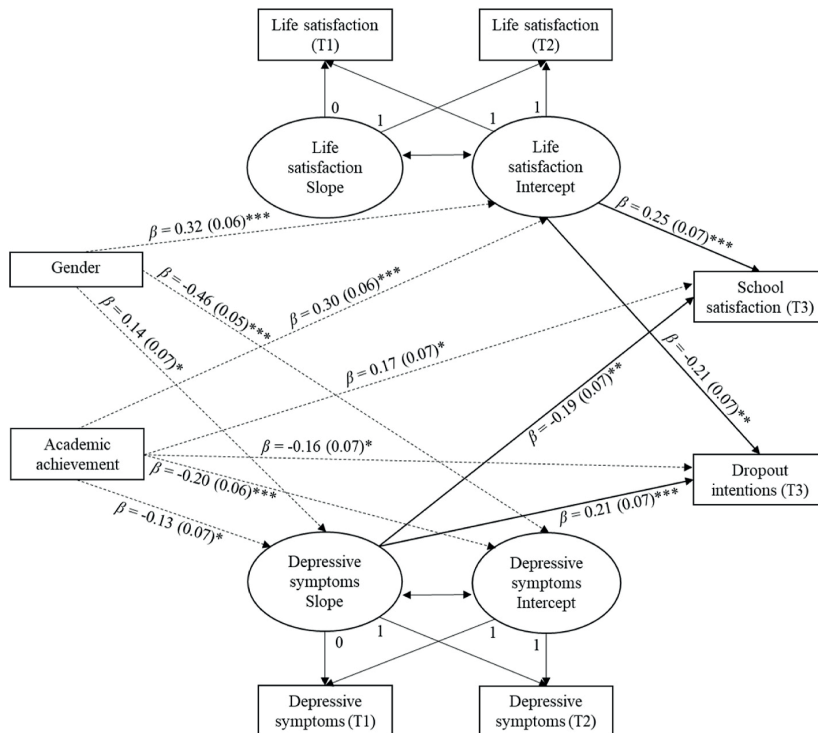 Life satisfaction
(T1)
Life satisfaction
(T2)
0
1
1
1
Life
satisfaction
Slope
Life
satisfaction
Intercept
β = 0.32 (0.06)***
β = 0.25 (0.07)***
Gender
β = -0.46 (0.05)***
β = 0.30 (0.06)***
School
satisfaction (T3)
β = 0.14 (0.07)*
β = 0.17 (0.07)*
β = -0.19 (0.07)**
β = -0.21 (0.07)**
Academic
achievement
β = -0.16 (0.07)*
Dropout
intentions (T3)
β = -0.20 (0.06)***
β = -0.13 (0.07)*
β = 0.21 (0.07)***
Depressive
symptoms
Slope
Depressive
symptoms
Intercept
0
1
1
1
Depressive
symptoms (T1)
Depressive
symptoms (T2)